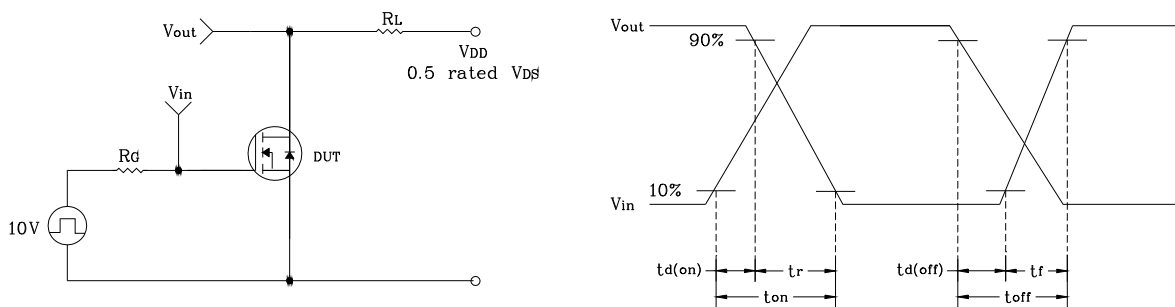 Vout
RL
VDD
0.5 rated VDS
Vin
RG
DUT
10V
Vout
90%
10%
Vin
td(on)
tr
td(off)
tf
ton
toff